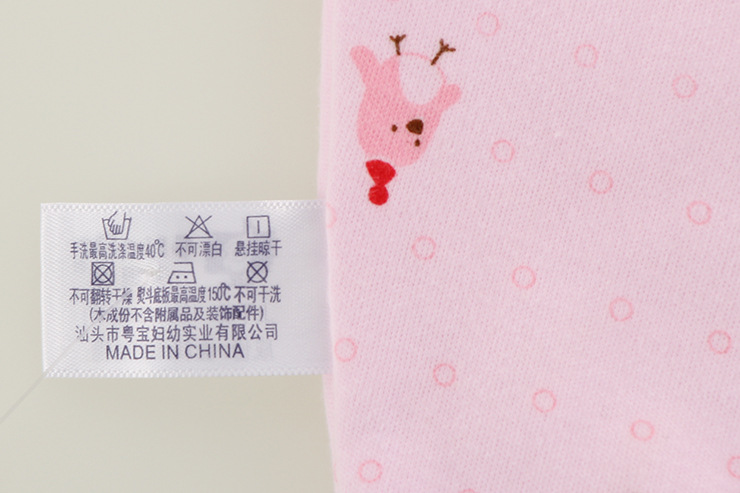 手洗最高洗涤温度40℃ 不可漂白 悬挂晾干
不可翻转干燥 熨斗底板最高温度150℃ 不可干洗
(本成份不含附属品及装饰配件)
汕头市粤宝妇幼实业有限公司
MADE IN CHINA